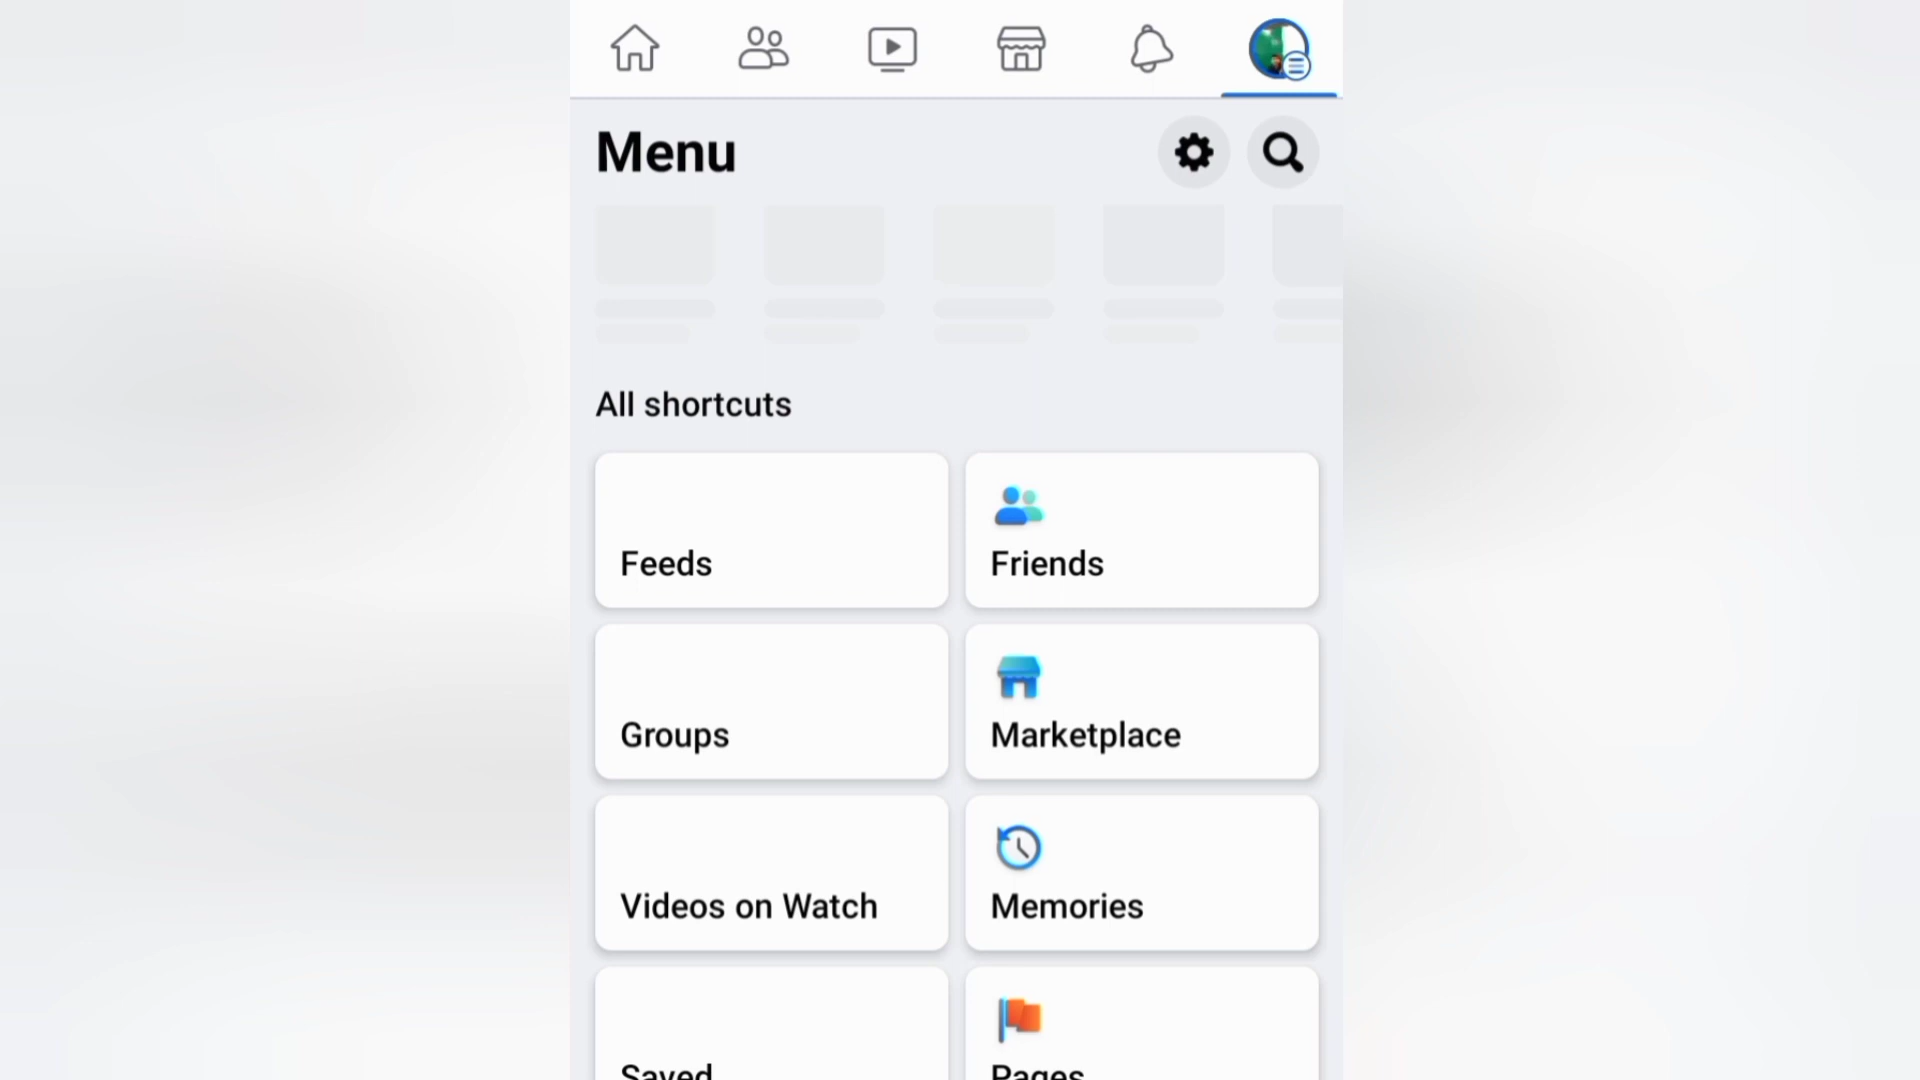 Menu
All shortcuts
Feeds
Friends
Groups
Marketplace
Videos on Watch
Memories
Saved
Pages